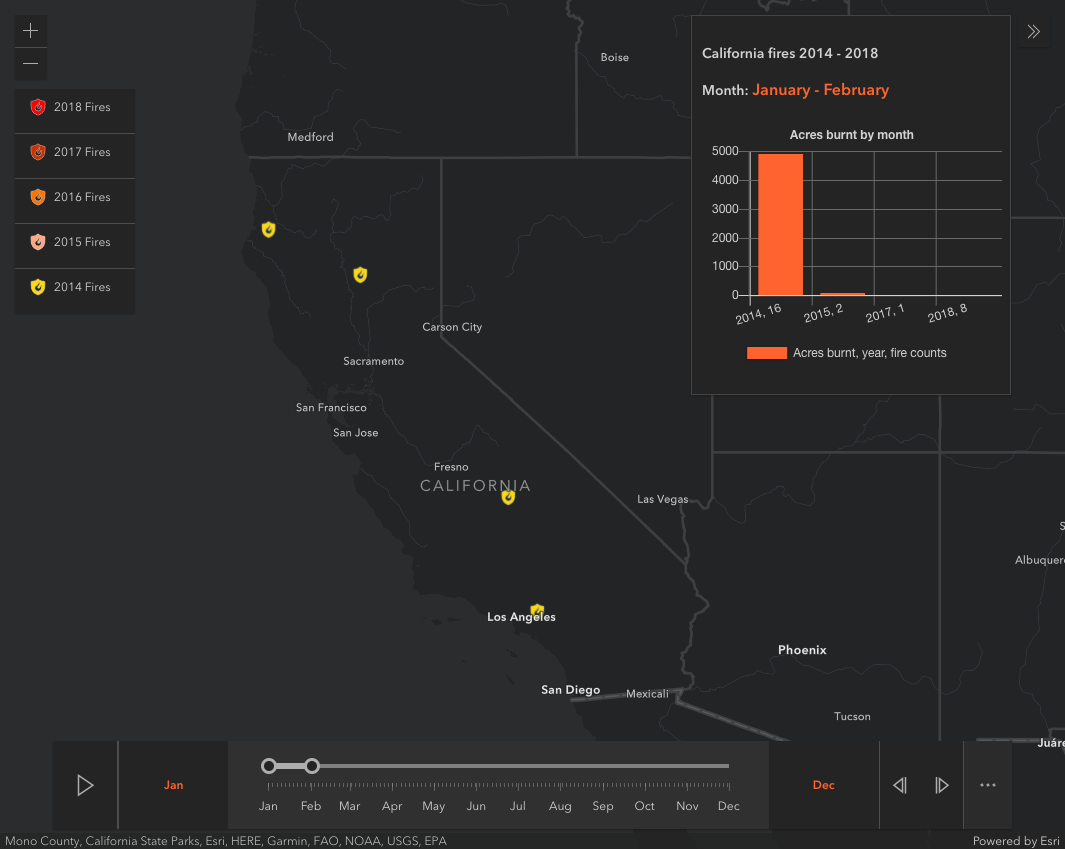 2018 Fires
2017 Fires
2016 Fires
2015 Fires
2014 Fires
Boise
Medford
Carson City
Sacramento
San Francisco
San Jose
Fresno
CALIFORNIA
Las Vegas
Albuquer
Los Angeles
Phoenix
San Diego
Mexicali
Tucson
Juáre
California fires 2014 - 2018
Month: January - February
Acres burnt by month
5000
4000
3000
2000
1000
0
2014, 16 2015, 2 2017, 1 2018, 8
Acres burnt, year, fire counts
Jan
Jan Feb Mar Apr May Jun Jul Aug Sep Oct Nov Dec
Dec
Mono County, California State Parks, Esri, HERE, Garmin, FAO, NOAA, USGS, EPA
Powered by Esri